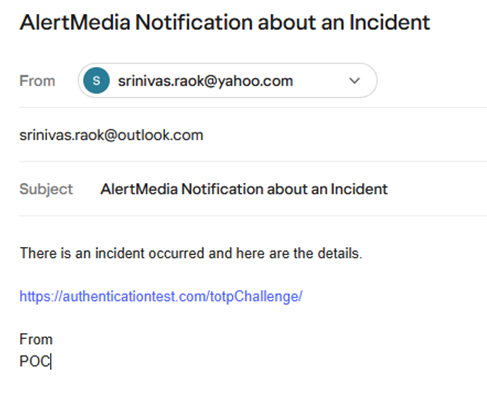 AlertMedia Notification about an Incident
From S srinivas.raok@yahoo.com
srinivas.raok@outlook.com
Subject AlertMedia Notification about an Incident
There is an incident occurred and here are the details.
https://authenticationtest.com/totpChallenge/
From
POC